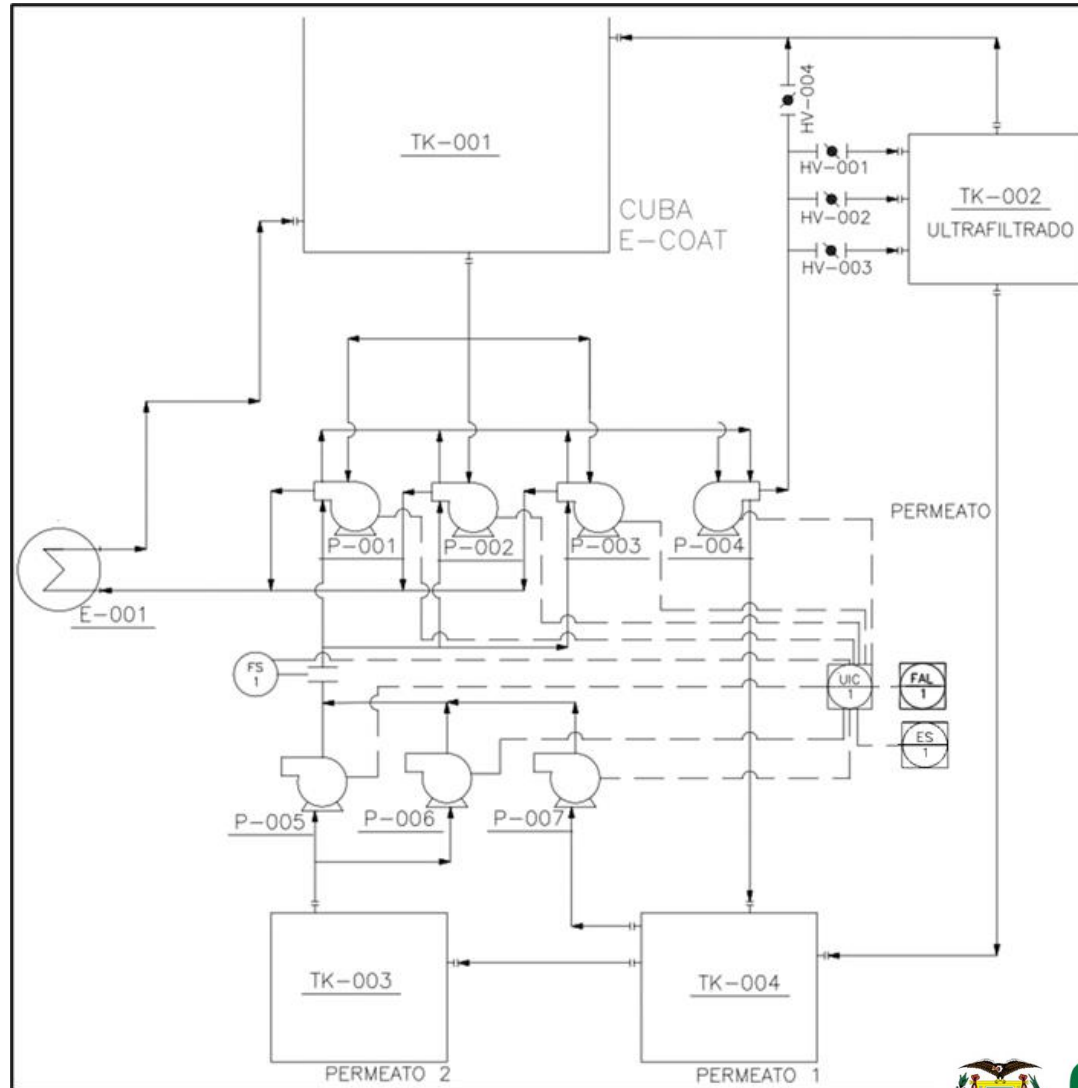 TK-001
CUBA
E-COAT
HV-004
HV-001
HV-002
HV-003
TK-002
ULTRAFILTRADO
PERMEATO
P-001
P-002
P-003
P-004
E-001
FS
1
UIC
1
FAL
1
ES
1
P-005
P-006
P-007
TK-003
TK-004
PERMEATO 2
PERMEATO 1